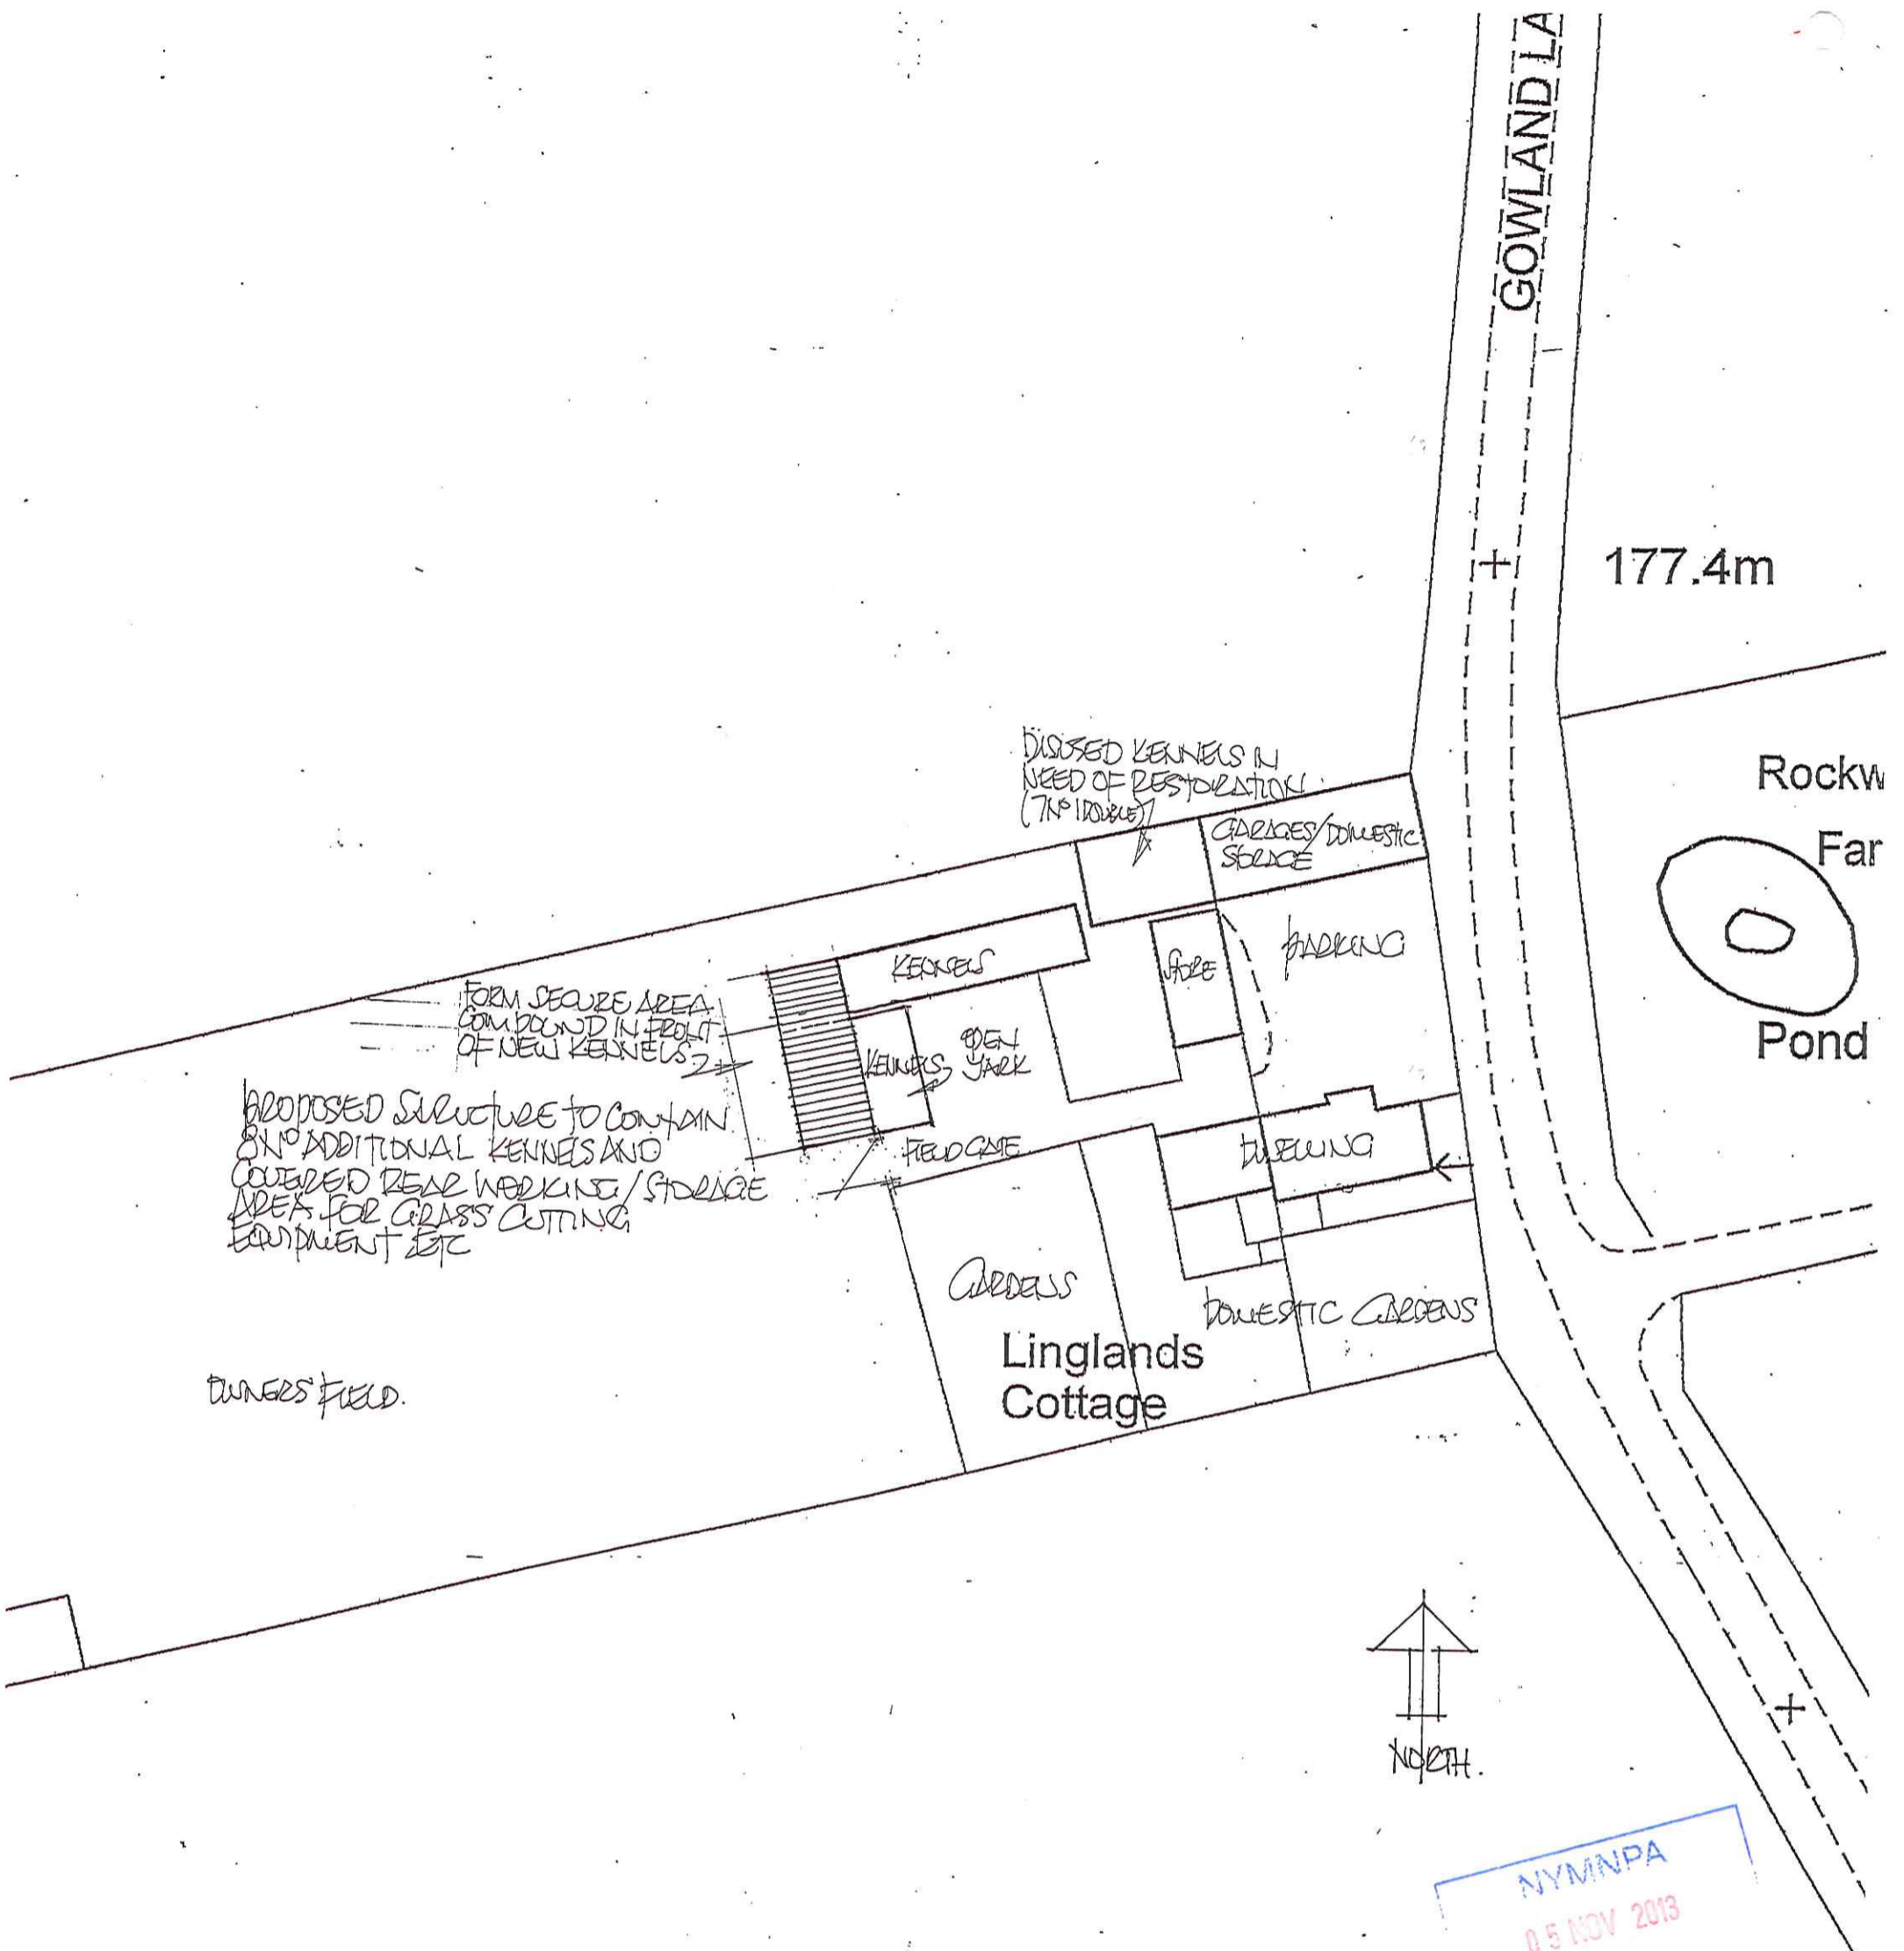 GOWLAND LA
177.4m
Rockw
Far
Pond
DISUSED KENNELS IN
NEED OF RESTORATION
(7Nº DOUBLE)
GARAGES/DOMESTIC
STORAGE
PARKING
STORE
KENNELS
FORM SECURE AREA
COMPOUND IN FRONT
OF NEW KENNELS
KENNELS
OPEN
YARK
PROPOSED STRUCTURE TO CONTAIN
8Nº ADDITIONAL KENNELS AND
COVERED REAR WORKING/STORAGE
AREA FOR GRASS CUTTING
EQUIPMENT ETC
FIELD GATE
DWELLING
GARDENS
DOMESTIC GARDENS
Linglands
Cottage
OWNERS FIELD.
NORTH.
NYMNPA
05 NOV 2013